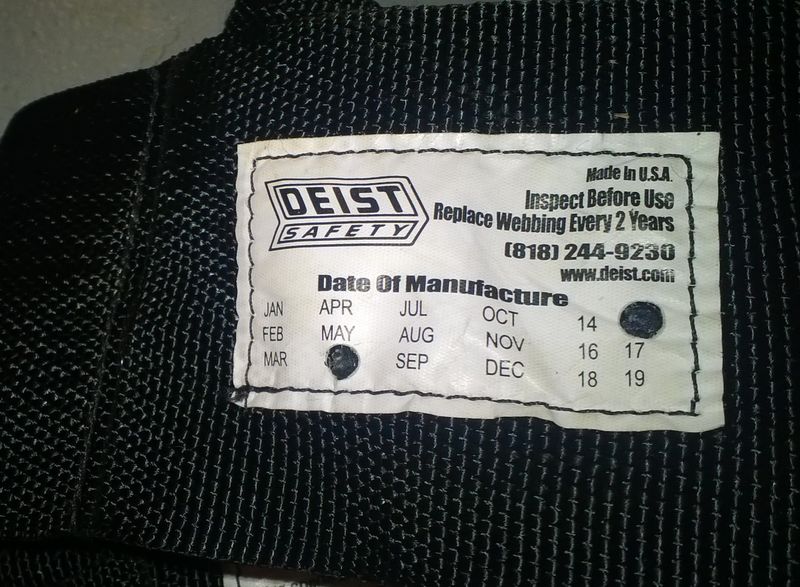 DEIST
SAFETY
Made In U.S.A.
Inspect Before Use
Replace Webbing Every 2 Years
(818) 244-9230
www.deist.com
Date Of Manufacture
JAN APR JUL OCT 14
FEB MAY AUG NOV 16 17
MAR SEP DEC 18 19